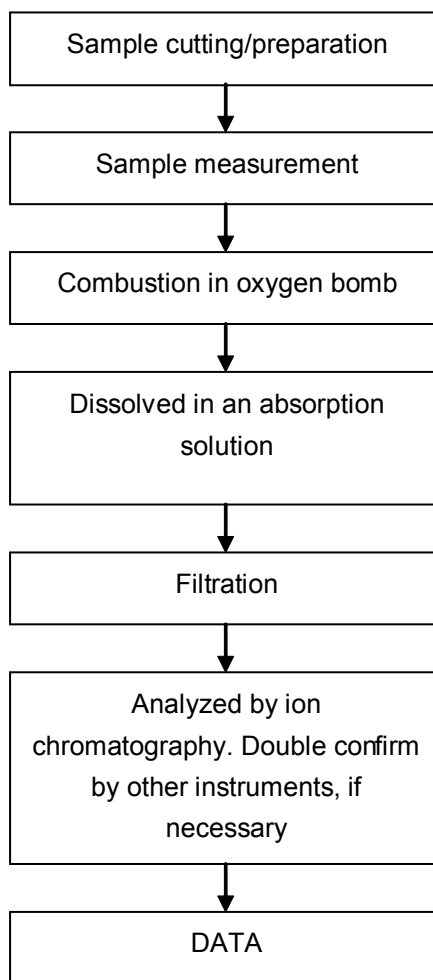 Sample cutting/preparation
Sample measurement
Combustion in oxygen bomb
Dissolved in an absorption
solution
Filtration
Analyzed by ion
chromatography. Double confirm
by other instruments, if
necessary
DATA